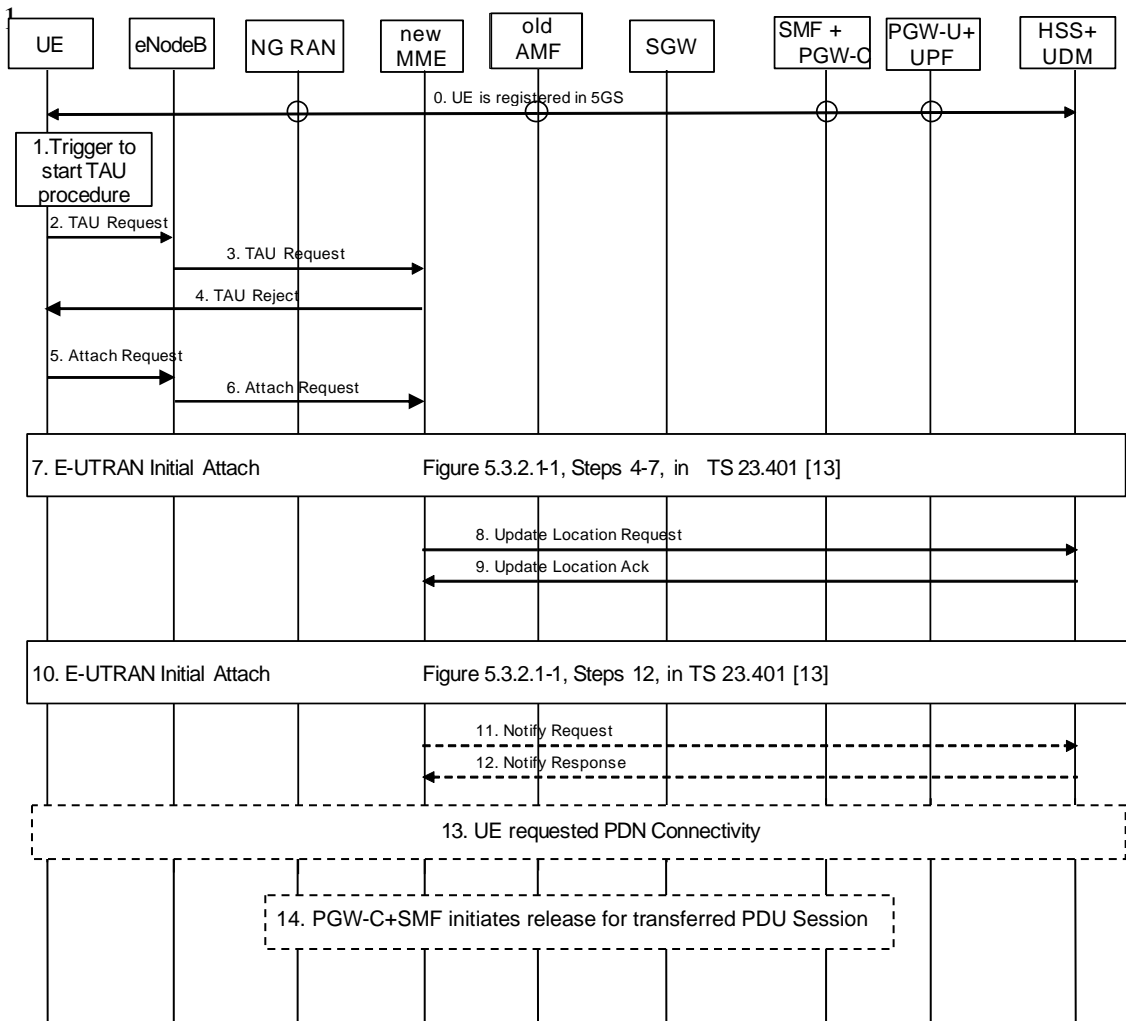 1
UE
eNodeB
NG RAN
new
MME
old
AMF
SGW
SMF +
PGW-C
PGW-U+
UPF
HSS+
UDM
0. UE is registered in 5GS
1.Trigger to
start TAU
procedure
2. TAU Request
3. TAU Request
4. TAU Reject
5. Attach Request
6. Attach Request
7. E-UTRAN Initial Attach Figure 5.3.2.1-1, Steps 4-7, in TS 23.401 [13]
8. Update Location Request
9. Update Location Ack
10. E-UTRAN Initial Attach Figure 5.3.2.1-1, Steps 12, in TS 23.401 [13]
11. Notify Request
12. Notify Response
13. UE requested PDN Connectivity
14. PGW-C+SMF initiates release for transferred PDU Session